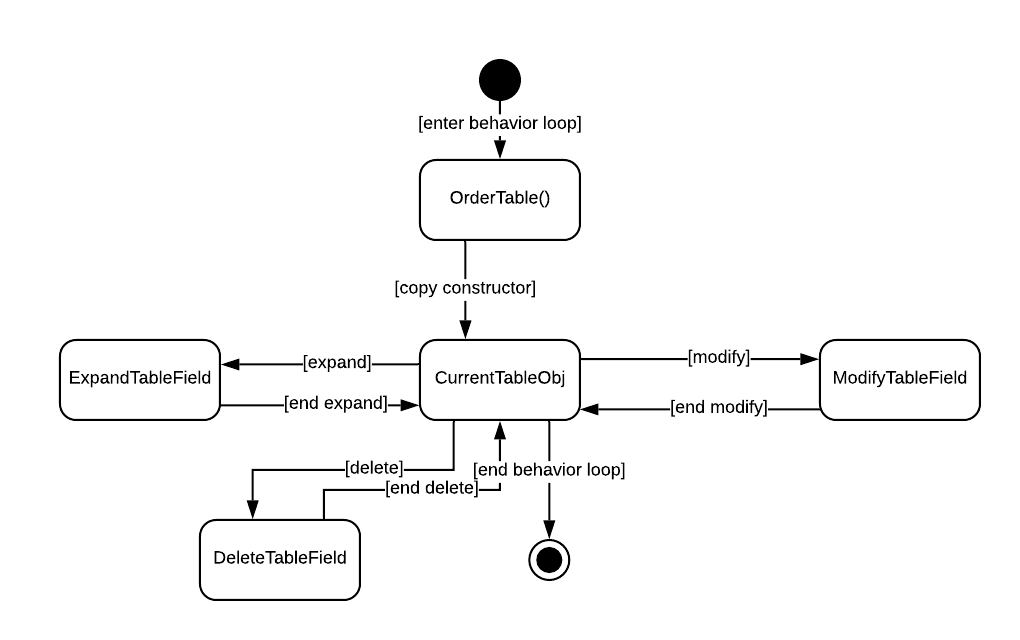 [enter behavior loop]
OrderTable()
[copy constructor]
ExpandTableField
[expand]
[end expand]
CurrentTableObj
[modify]
[end modify]
ModifyTableField
[delete]
[end delete]
[end behavior loop]
DeleteTableField